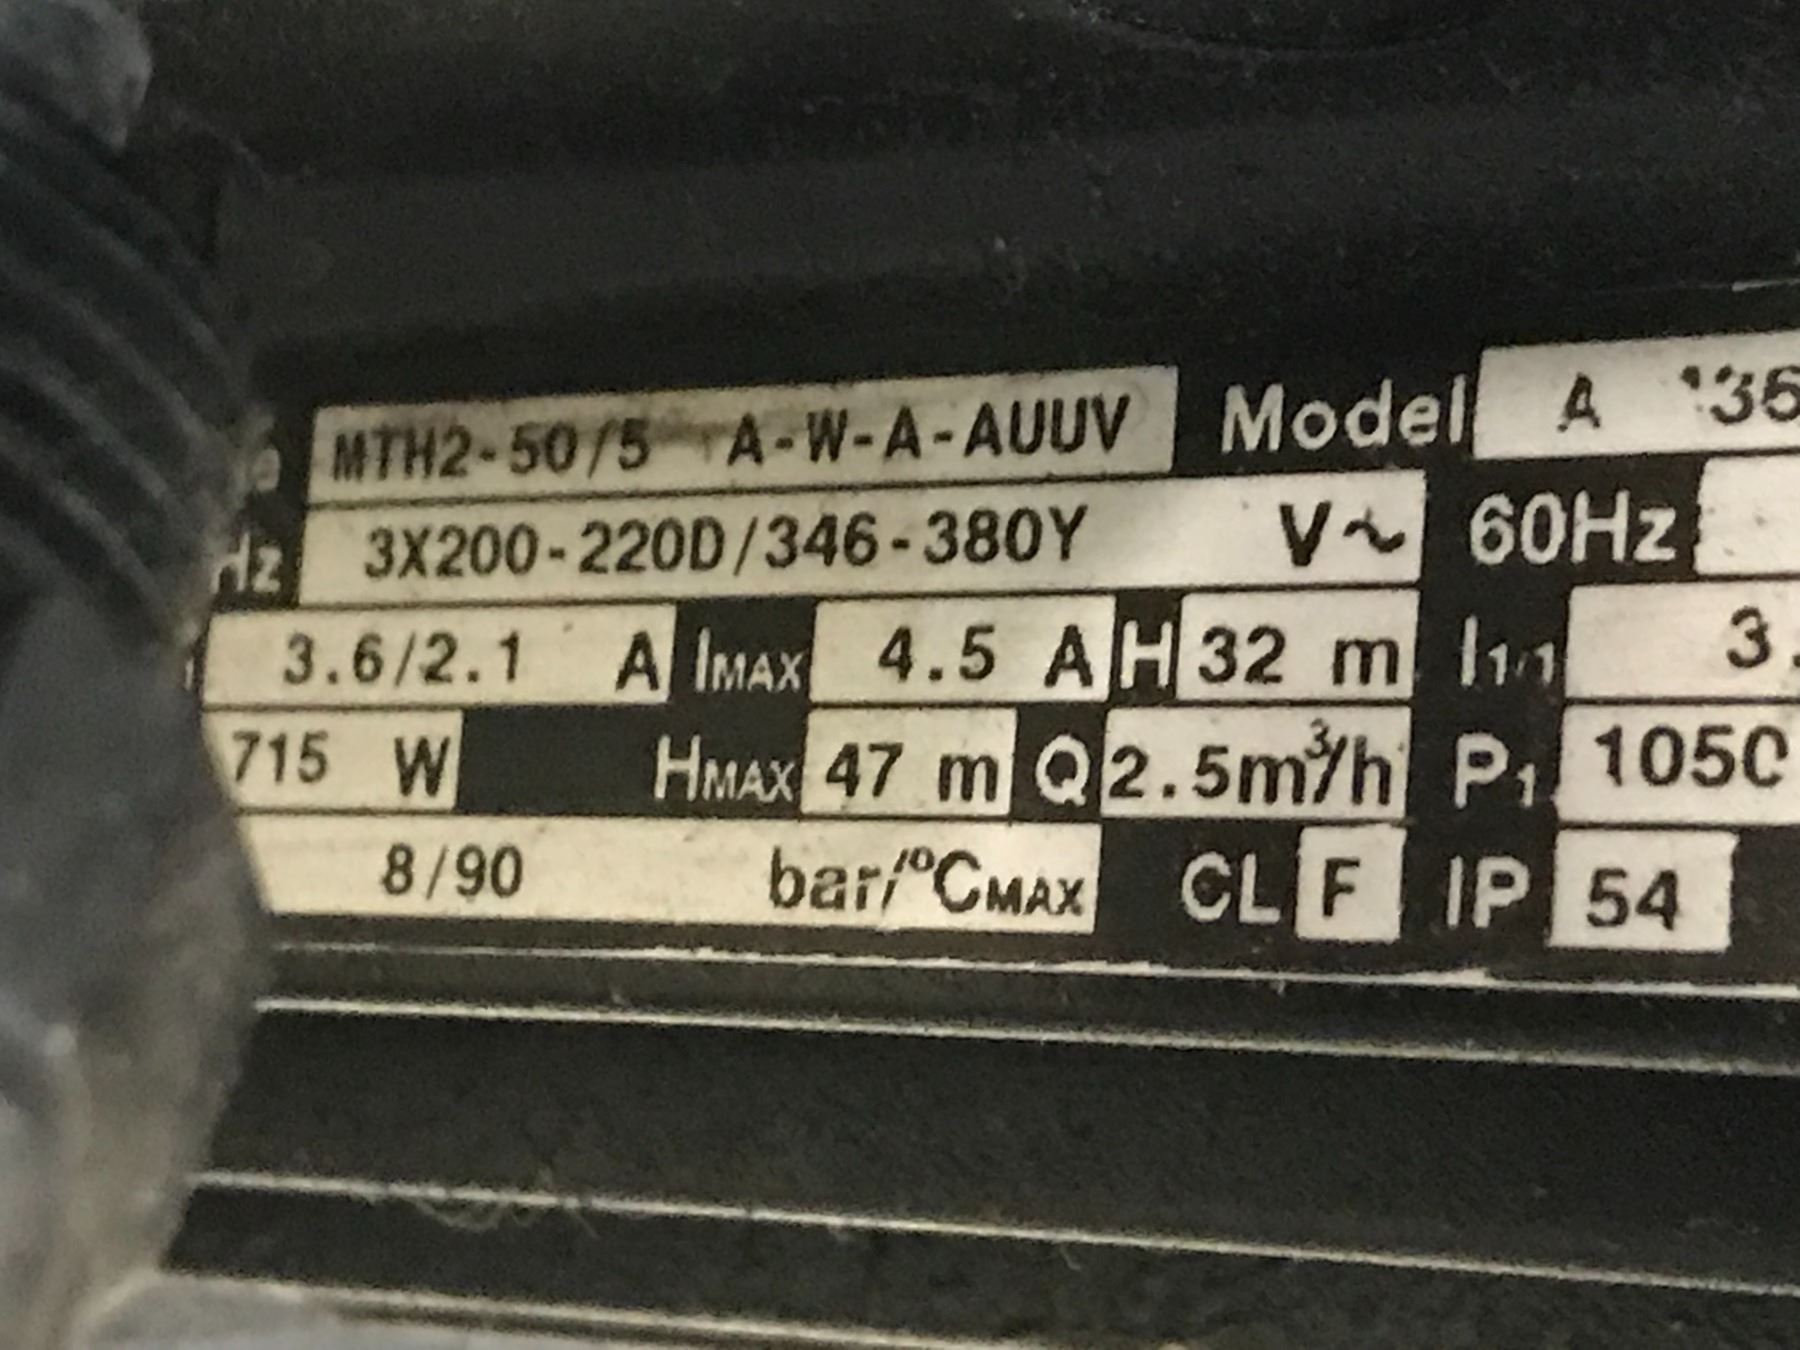 MTH2-50/5 A-W-A-AUUV Model A
Hz 3X200-220D/346-380Y V~ 60Hz
3.6/2.1 A IMAX 4.5 A H 32 m I1/1 3.
715 W HMAX 47 m Q 2.5m³/h P1 1050
8/90 bar/°CMAX CL F IP 54